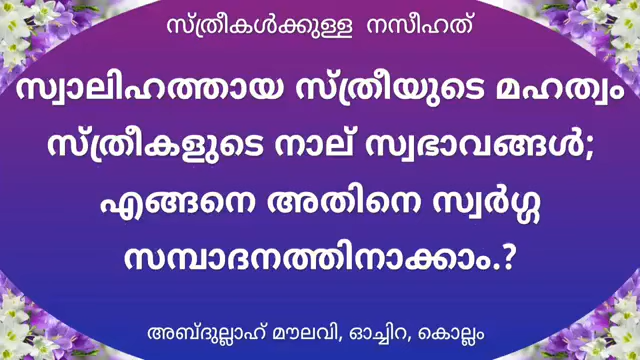 സ്ത്രീകൾക്കുള്ള നസീഹത്
സ്വാലിഹത്തായ സ്ത്രീയുടെ മഹത്വം
സ്ത്രീകളുടെ നാല് സ്വഭാവങ്ങൾ;
എങ്ങനെ അതിനെ സ്വർഗ്ഗ
സമ്പാദനത്തിനാക്കാം.?
അബ്ദുല്ലാഹ് മൗലവി, ഓച്ചിറ, കൊല്ലം